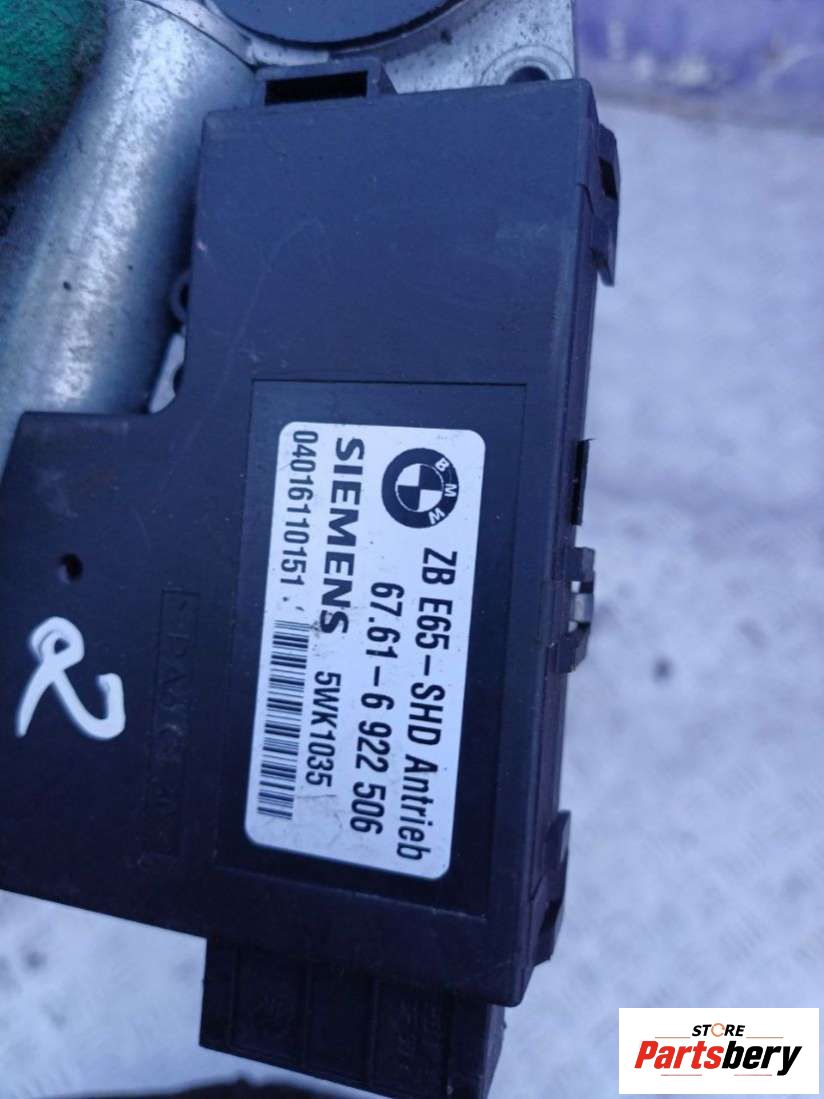 BMW
ZB E65-SHD Antrieb
67.61-6 922 506
SIEMENS 5WK1035
04016110151
STORE
Partsbery